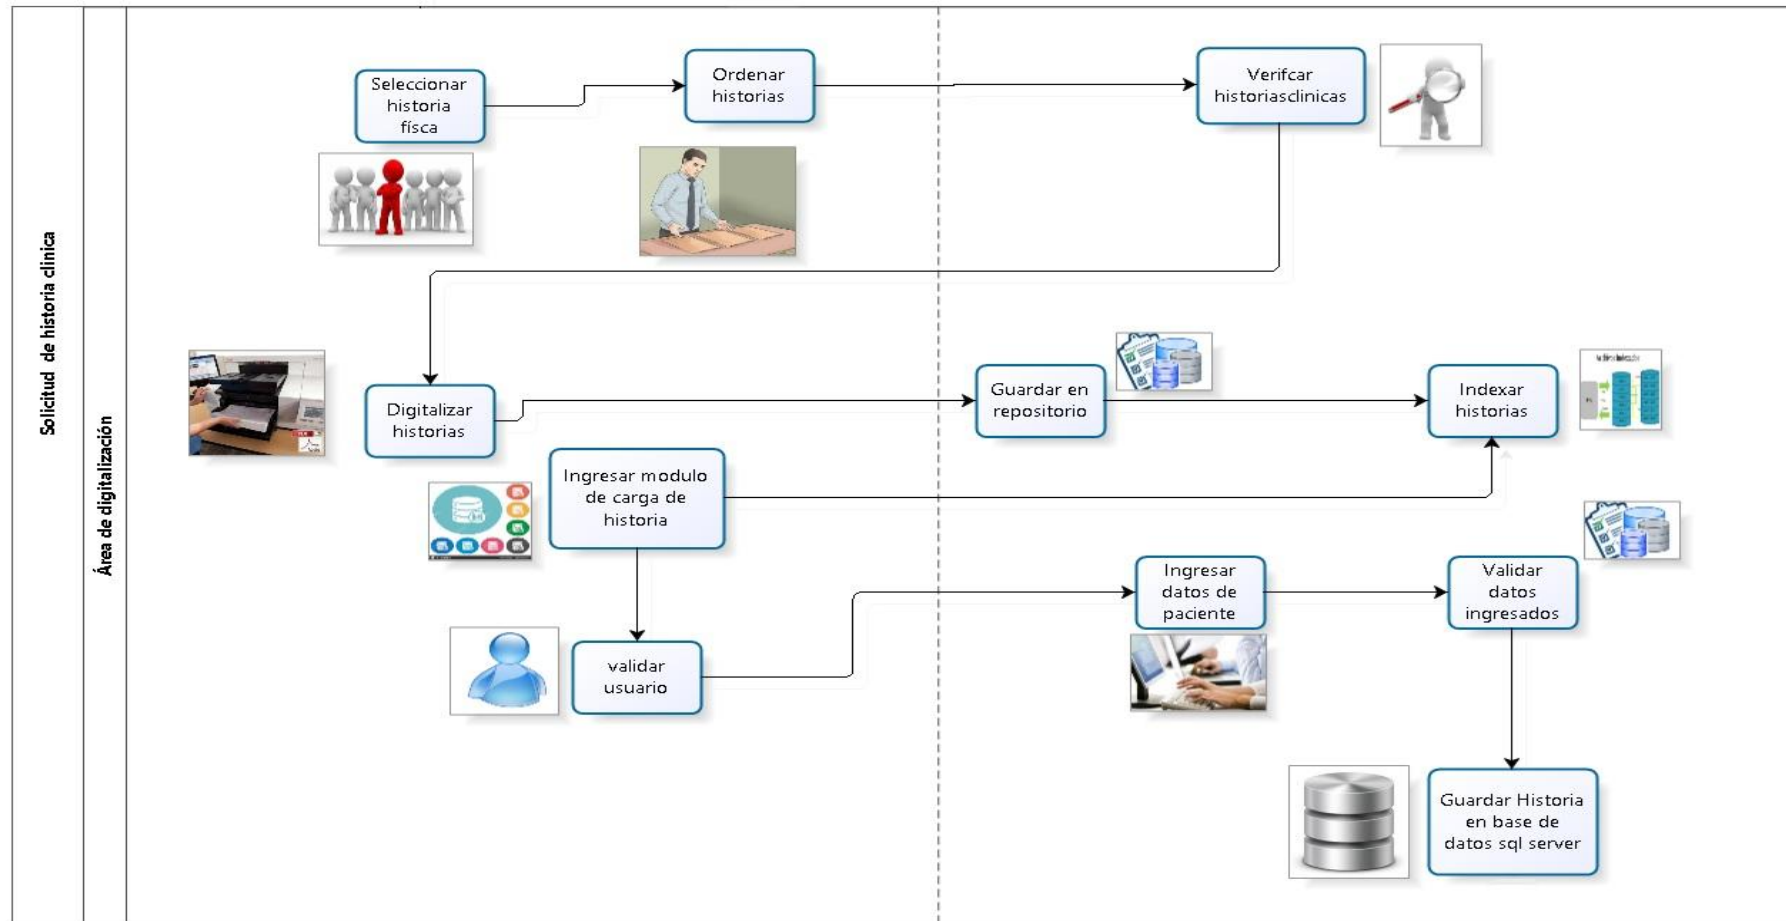 Solicitud de histroia clinica
Área de digitalización
Seleccionar
historia
físca
Ordenar
historias
Verifcar
historiasclinicas
Digitalizar
historias
Guardar en
repositorio
Indexar
historias
Ingresar modulo
de carga de
historia
Ingresar
datos de
paciente
Validar
datos
ingresados
validar
usuario
Guardar Historia
en base de
datos sql server